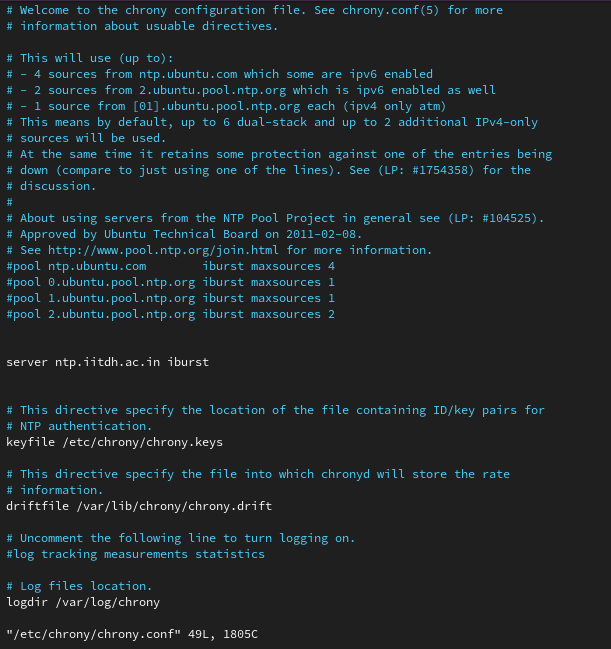 # Welcome to the chrony configuration file. See chrony.conf(5) for more
# information about usuable directives.
# This will use (up to):
# - 4 sources from ntp.ubuntu.com which some are ipv6 enabled
# - 2 sources from 2.ubuntu.pool.ntp.org which is ipv6 enabled as well
# - 1 source from [01].ubuntu.pool.ntp.org each (ipv4 only atm)
# This means by default, up to 6 dual-stack and up to 2 additional IPv4-only
# sources will be used.
# At the same time it retains some protection against one of the entries being
# down (compare to just using one of the lines). See (LP: #1754358) for the
# discussion.
#
# About using servers from the NTP Pool Project in general see (LP: #104525).
# Approved by Ubuntu Technical Board on 2011-02-08.
# See http://www.pool.ntp.org/join.html for more information.
#pool ntp.ubuntu.com        iburst maxsources 4
#pool 0.ubuntu.pool.ntp.org iburst maxsources 1
#pool 1.ubuntu.pool.ntp.org iburst maxsources 1
#pool 2.ubuntu.pool.ntp.org iburst maxsources 2
server ntp.iitdh.ac.in iburst
# This directive specify the location of the file containing ID/key pairs for
# NTP authentication.
keyfile /etc/chrony/chrony.keys
# This directive specify the file into which chronyd will store the rate
# information.
driftfile /var/lib/chrony/chrony.drift
# Uncomment the following line to turn logging on.
#log tracking measurements statistics
# Log files location.
logdir /var/log/chrony
"/etc/chrony/chrony.conf" 49L, 1805C